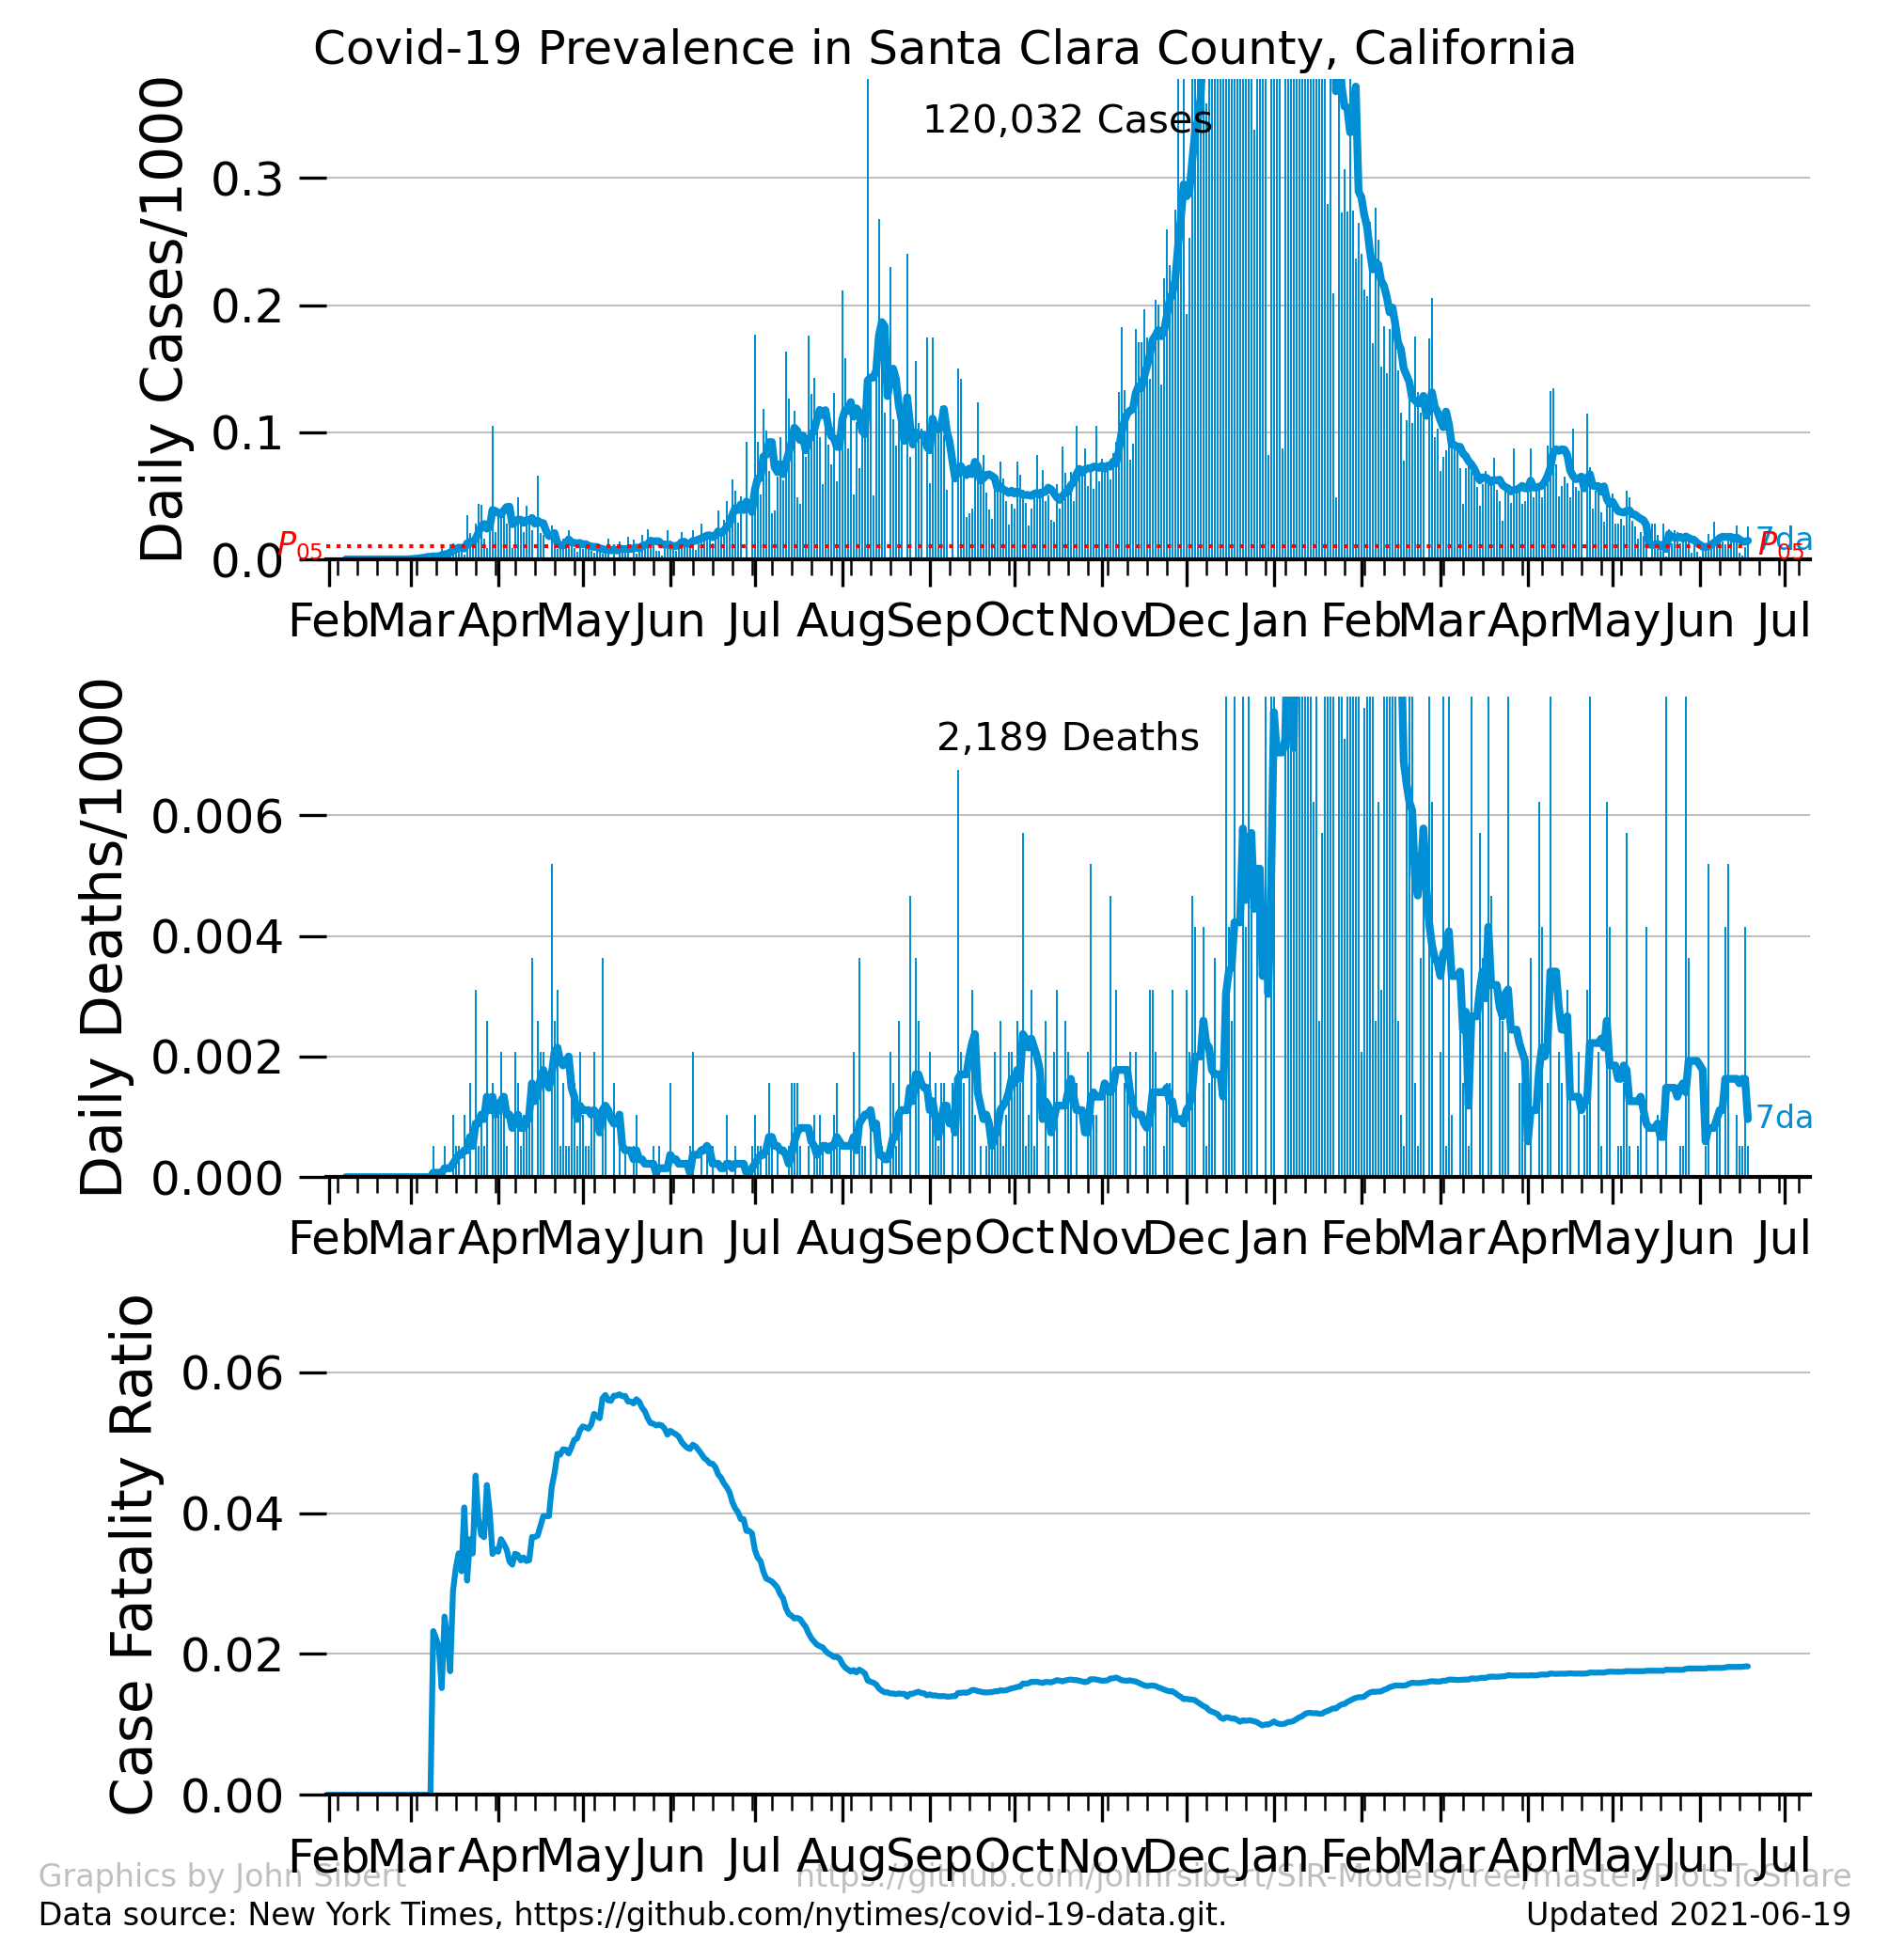 Covid-19 Prevalence in Santa Clara County, California
Daily Cases/1000
120,032 Cases
0.3
0.2
0.1
0.0
P05
7da
P05
Feb Mar Apr May Jun Jul Aug Sep Oct Nov Dec Jan Feb Mar Apr May Jun Jul
Daily Deaths/1000
2,189 Deaths
0.006
0.004
0.002
0.000
7da
Feb Mar Apr May Jun Jul Aug Sep Oct Nov Dec Jan Feb Mar Apr May Jun Jul
Case Fatality Ratio
0.06
0.04
0.02
0.00
Feb Mar Apr May Jun Jul Aug Sep Oct Nov Dec Jan Feb Mar Apr May Jun Jul
Graphics by John Sibert https://github.com/johnrsibert/SIR-Models/tree/master/PlotsToShare
Data source: New York Times, https://github.com/nytimes/covid-19-data.git. Updated 2021-06-19